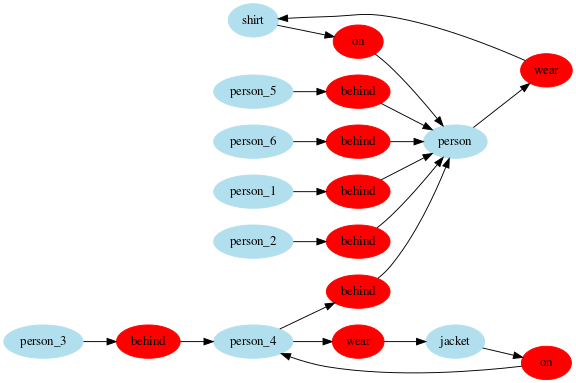 shirt
on
wear
person_5
behind
person_6
behind
person
person_1
behind
person_2
behind
behind
person_3
behind
person_4
wear
jacket
on